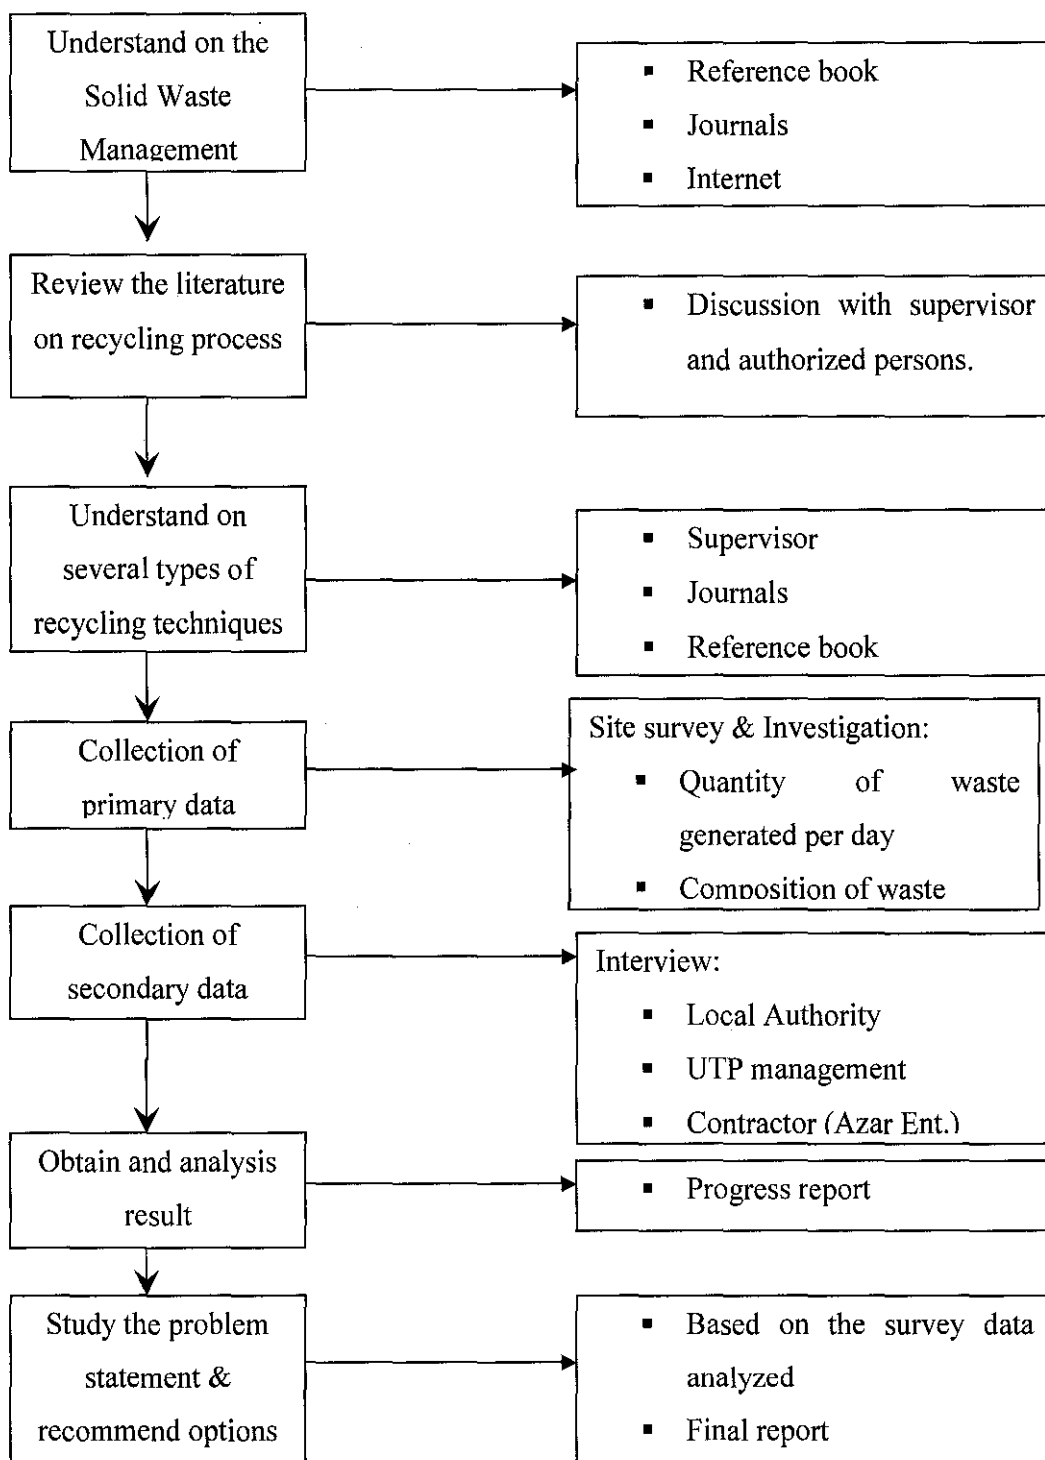 Understand on the
Solid Waste
Management
▪ Reference book
▪ Journals
▪ Internet
Review the literature
on recycling process
▪ Discussion with supervisor
and authorized persons.
Understand on
several types of
recycling techniques
▪ Supervisor
▪ Journals
▪ Reference book
Collection of
primary data
Site survey & Investigation:
▪ Quantity of waste
generated per day
▪ Composition of waste
Collection of
secondary data
Interview:
▪ Local Authority
▪ UTP management
▪ Contractor (Azar Ent.)
Obtain and analysis
result
▪ Progress report
Study the problem
statement &
recommend options
▪ Based on the survey data
analyzed
▪ Final report